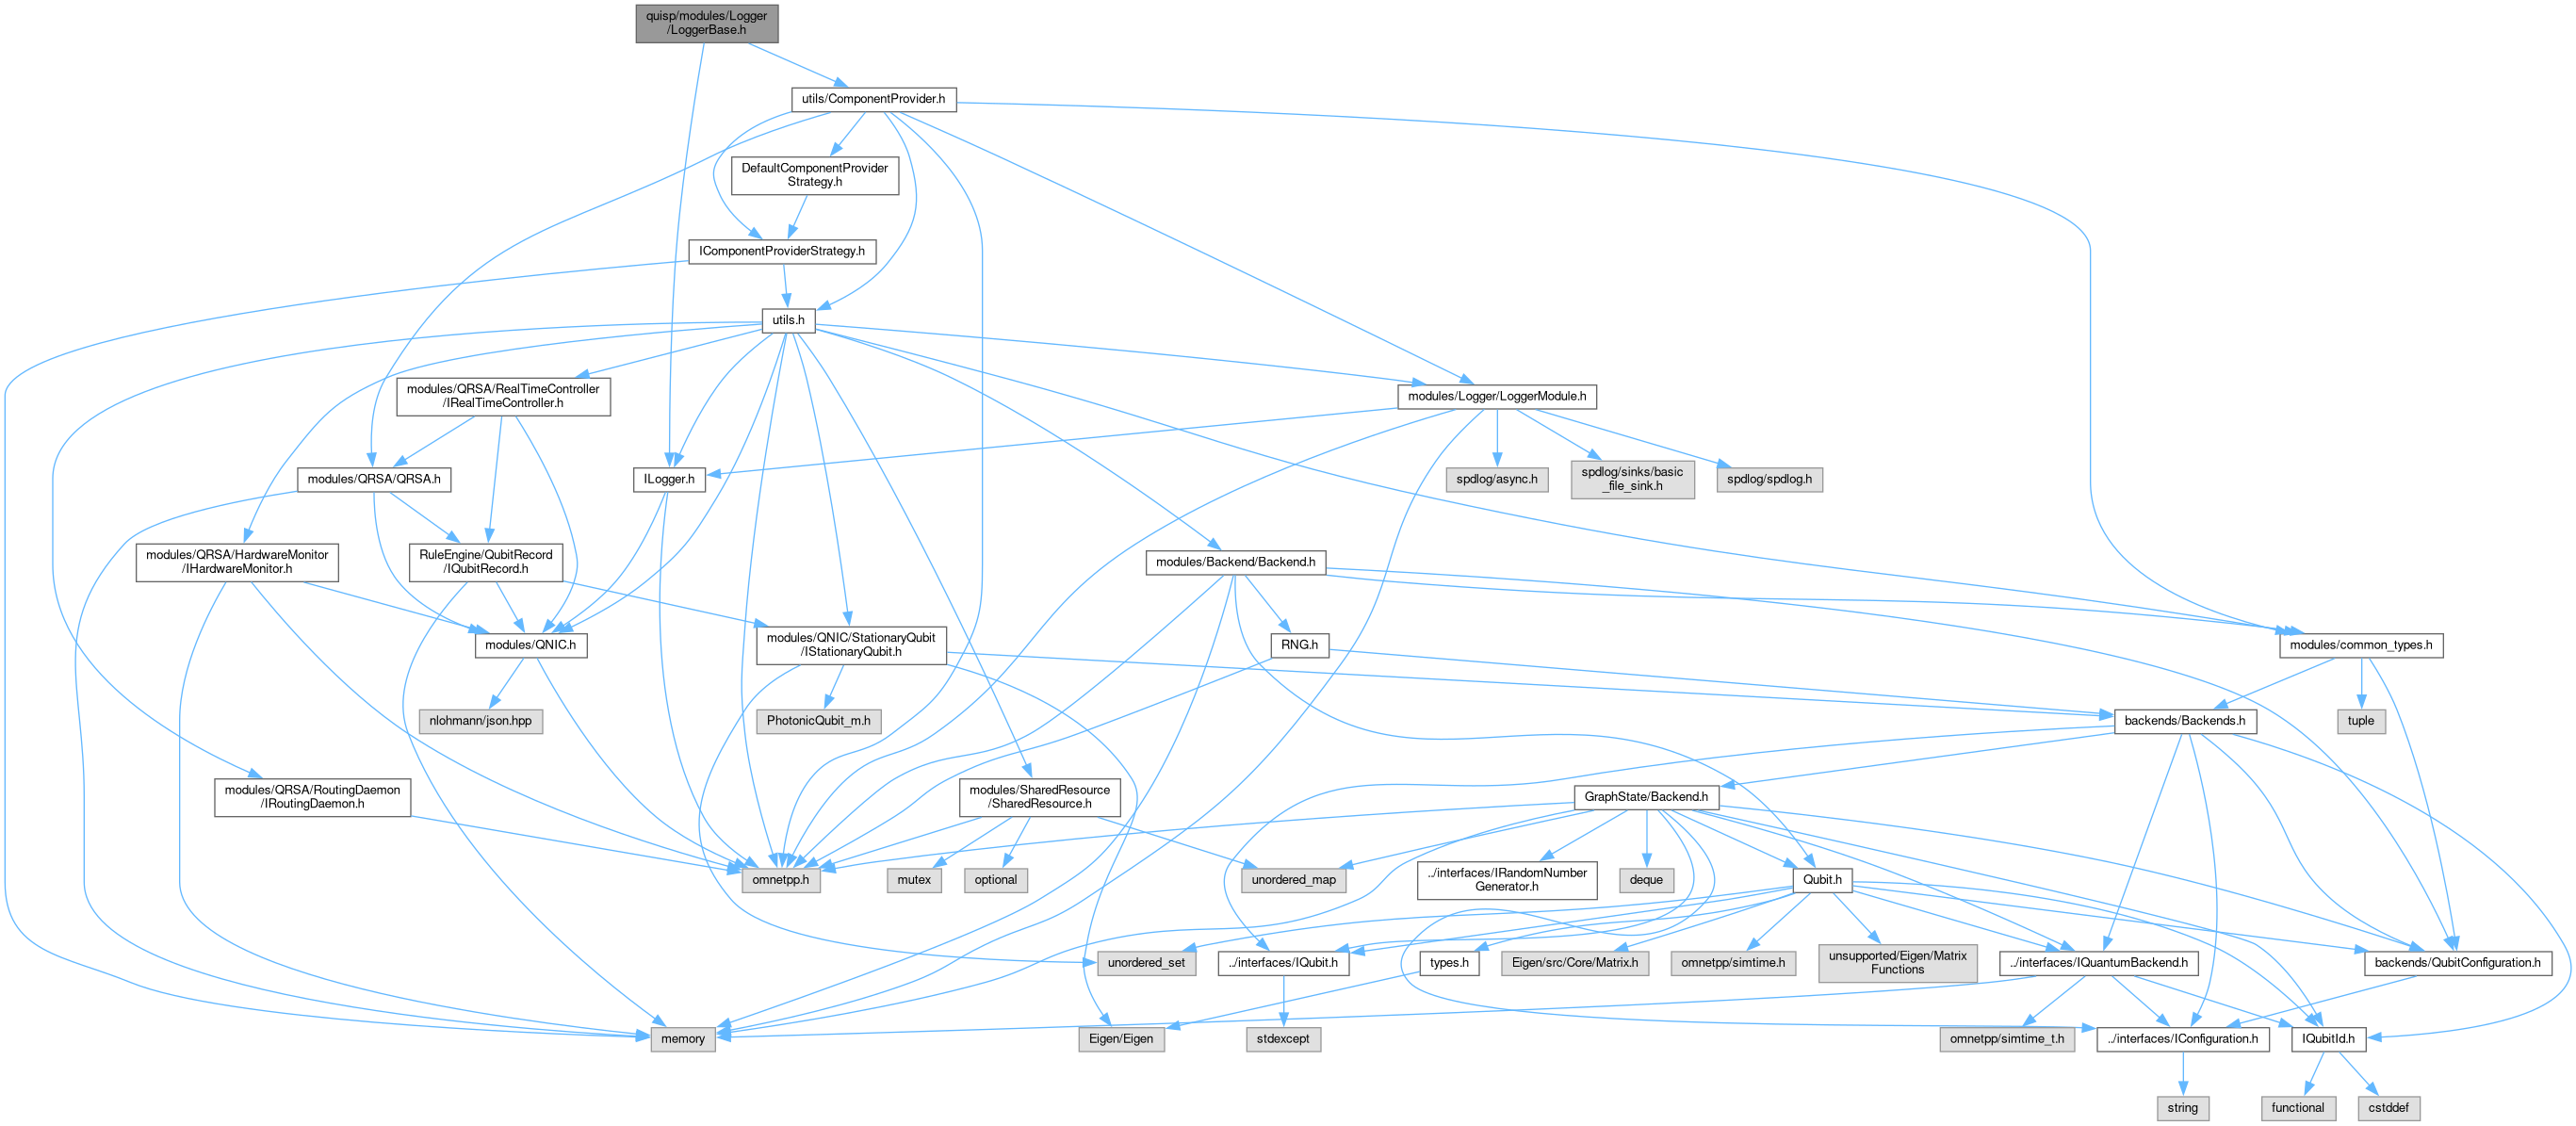 quisp/modules/Logger
/LoggerBase.h
utils/ComponentProvider.h
DefaultComponentProvider
Strategy.h
IComponentProviderStrategy.h
utils.h
modules/QRSA/RealTimeController
/IRealTimeController.h
modules/Logger/LoggerModule.h
modules/QRSA/QRSA.h
ILogger.h
spdlog/async.h
spdlog/sinks/basic
_file_sink.h
spdlog/spdlog.h
modules/QRSA/HardwareMonitor
/IHardwareMonitor.h
RuleEngine/QubitRecord
/IQubitRecord.h
modules/Backend/Backend.h
modules/QNIC.h
modules/QNIC/StationaryQubit
/IStationaryQubit.h
RNG.h
modules/common_types.h
nlohmann/json.hpp
PhotonicQubit_m.h
backends/Backends.h
tuple
modules/QRSA/RoutingDaemon
/IRoutingDaemon.h
modules/SharedResource
/SharedResource.h
GraphState/Backend.h
omnetpp.h
mutex
optional
unordered_map
../interfaces/IRandomNumber
Generator.h
deque
Qubit.h
unordered_set
../interfaces/IQubit.h
types.h
Eigen/src/Core/Matrix.h
omnetpp/simtime.h
unsupported/Eigen/Matrix
Functions
../interfaces/IQuantumBackend.h
backends/QubitConfiguration.h
memory
Eigen/Eigen
stdexcept
omnetpp/simtime_t.h
../interfaces/IConfiguration.h
IQubitId.h
string
functional
cstddef